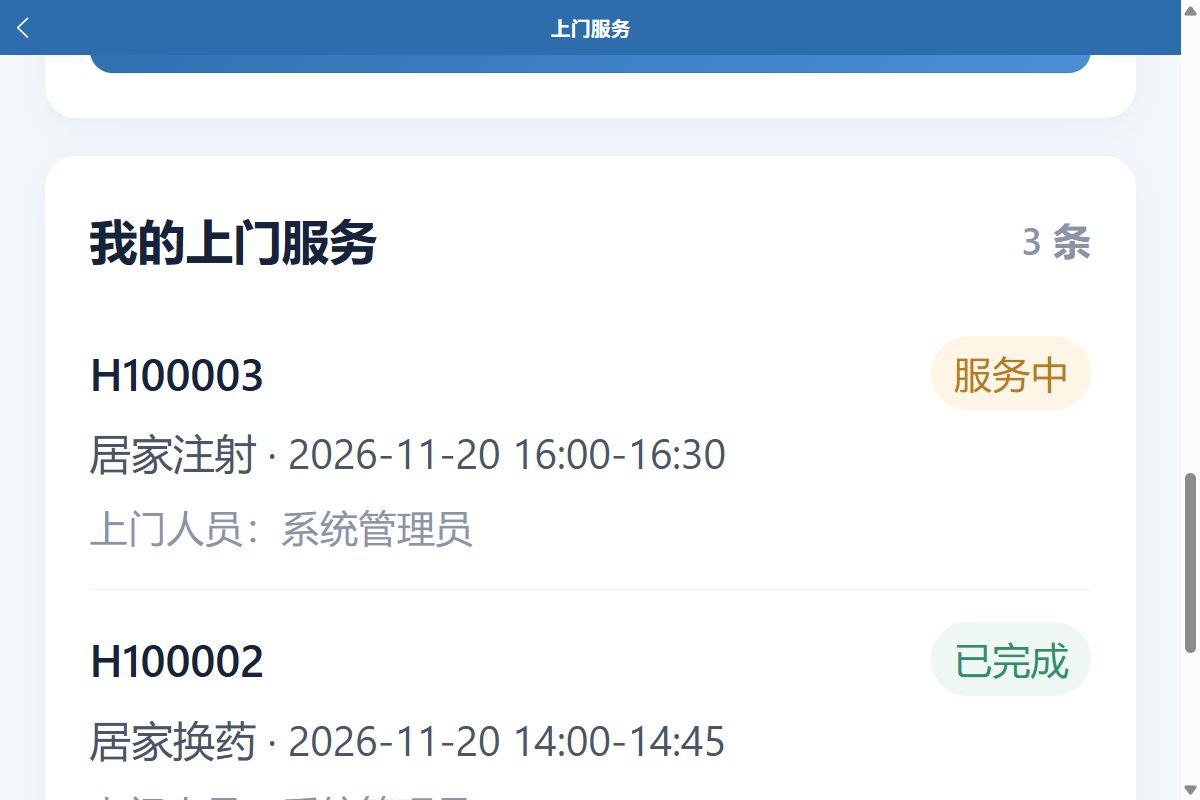 上门服务
我的上门服务
3 条
H100003
服务中
居家注射 · 2026-11-20 16:00-16:30
上门人员：系统管理员
H100002
已完成
居家换药 · 2026-11-20 14:00-14:45